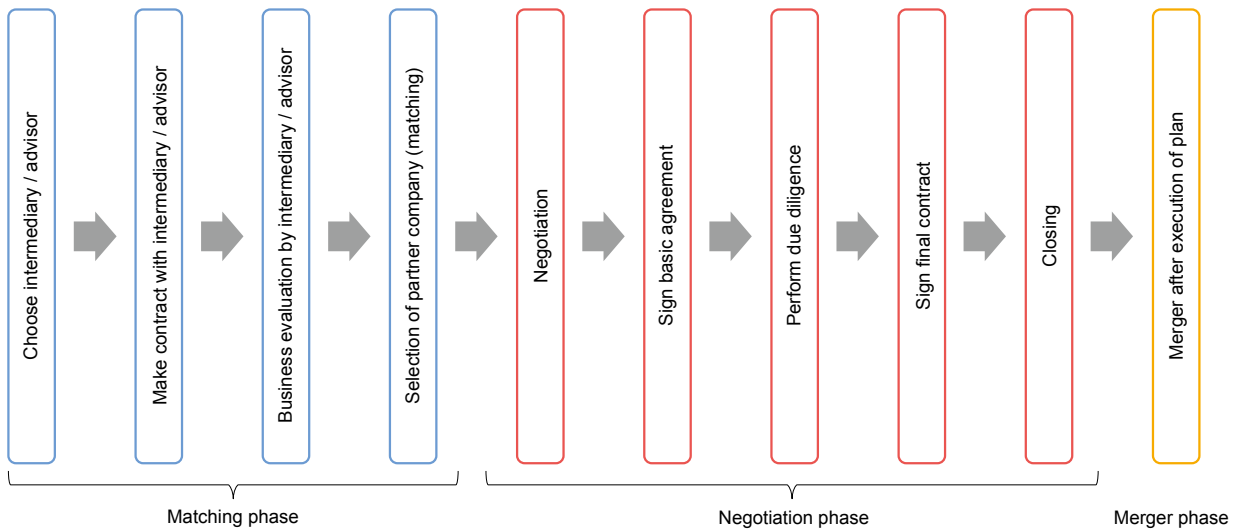 Choose intermediary / advisor
Make contract with intermediary / advisor
Business evaluation by intermediary / advisor
Selection of partner company (matching)
Negotiation
Sign basic agreement
Perform due diligence
Sign final contract
Closing
Merger after execution of plan
Matching phase
Negotiation phase
Merger phase